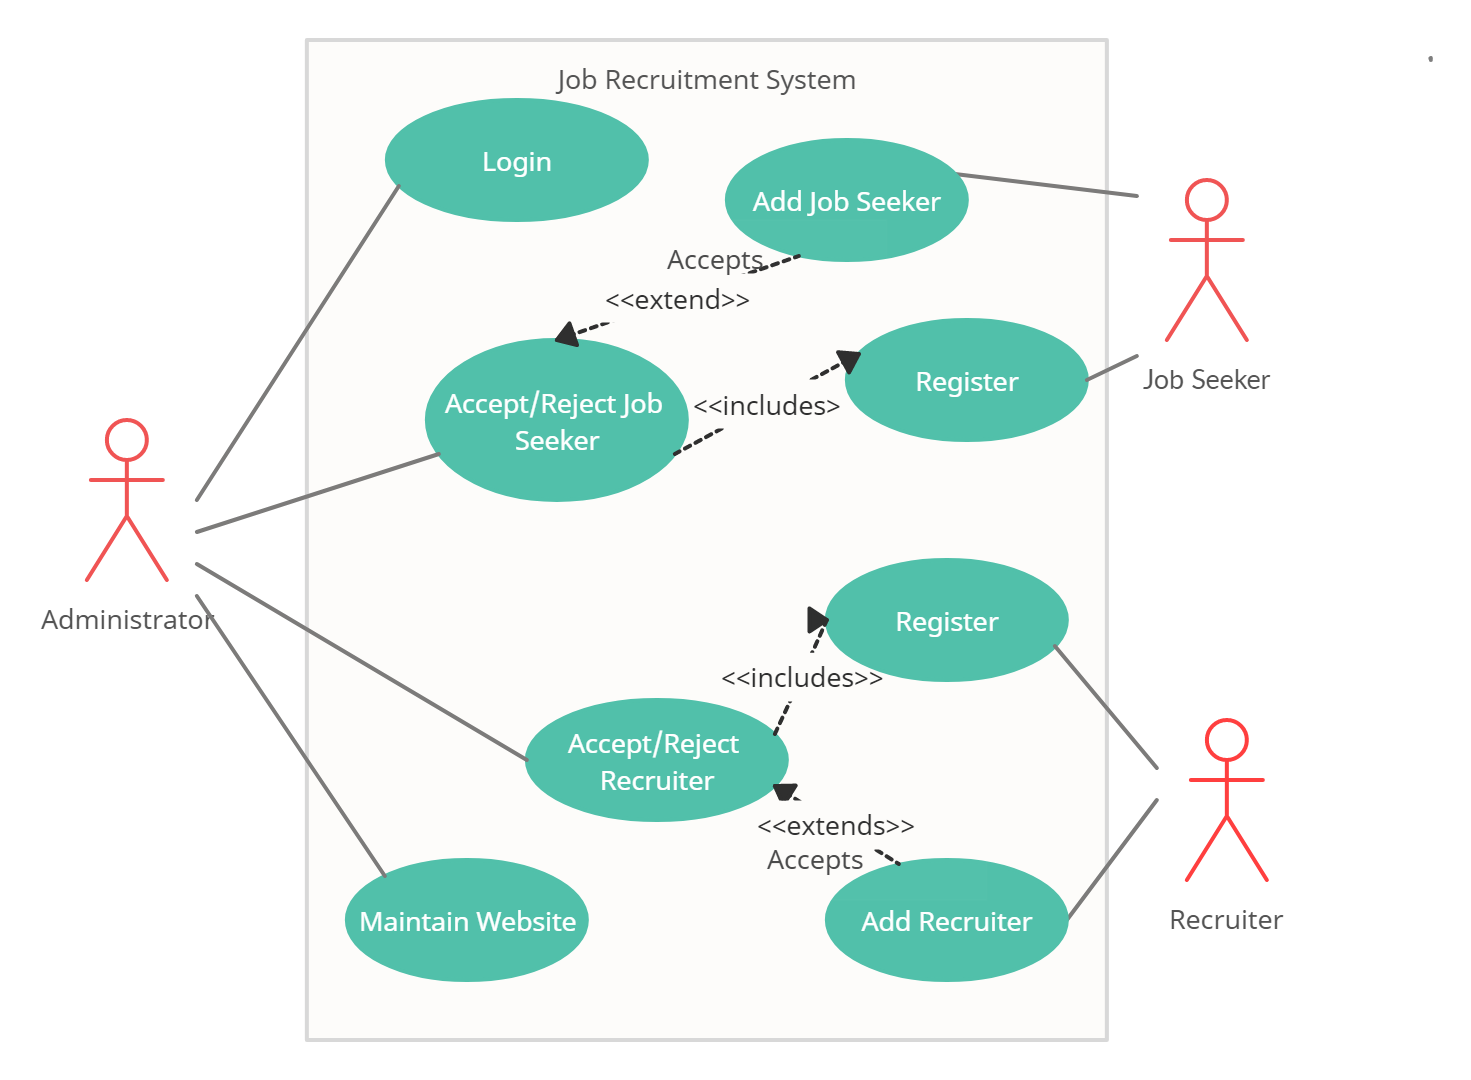 Job Recruitment System
Login
Add Job Seeker
Accepts
<<extend>>
Register
Job Seeker
Accept/Reject Job
Seeker
<<includes>
Administrator
Register
<<includes>>
Accept/Reject
Recruiter
<<extends>>
Accepts
Maintain Website
Add Recruiter
Recruiter